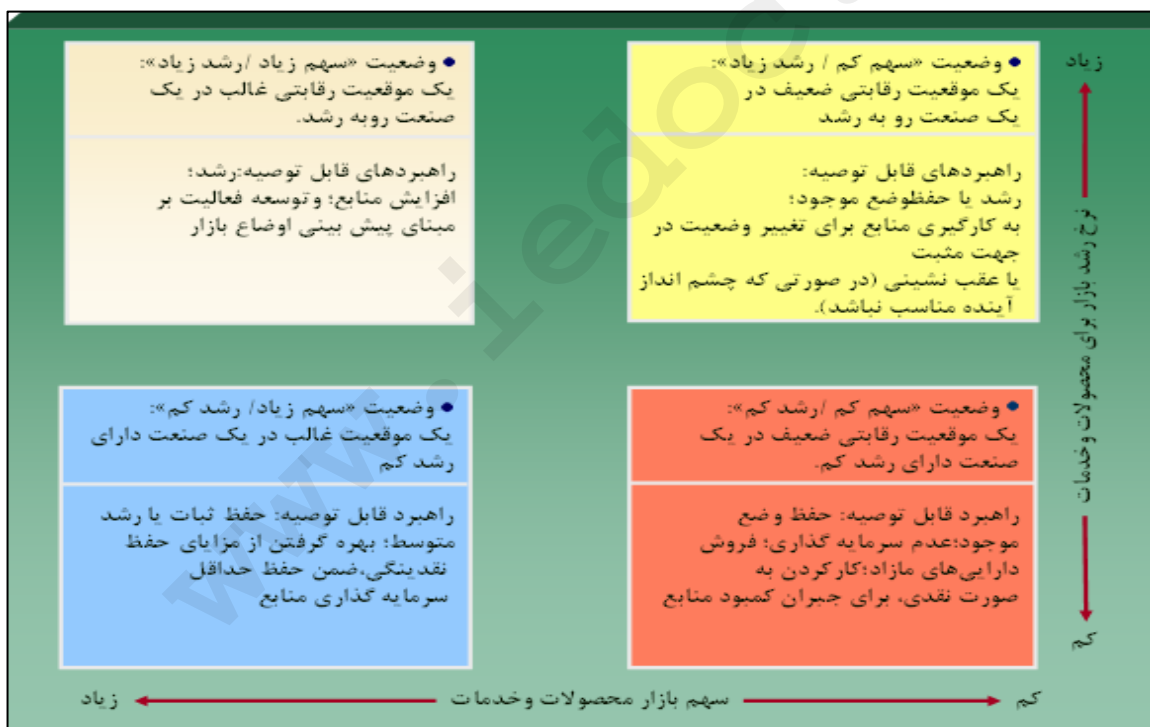 زیاد
نرخ رشد بازار برای محصولات وخدمات
کم
• وضعیت «سهم کم / رشد زیاد»:
یک موقعیت رقابتی ضعیف در
یک صنعت رو به رشد
راهبردهای قابل توصیه:
رشد یا حفظوضع موجود؛
به کارگیری منابع برای تغییر وضعیت در
جهت مثبت
یا عقب نشینی (در صورتی که چشم انداز
آینده مناسب نباشد).
• وضعیت «سهم زیاد /رشد زیاد»:
یک موقعیت رقابتی غالب در یک
صنعت روبه رشد.
راهبردهای قابل توصیه:رشد؛
افزایش منابع؛ وتوسعه فعالیت بر
مبنای پیش بینی اوضاع بازار
• وضعیت «سهم کم /رشد کم»:
یک موقعیت رقابتی ضعیف در یک
صنعت دارای رشد کم.
راهبرد قابل توصیه: حفظ وضع
موجود؛عدم سرمایه گذاری؛ فروش
دارایی‌های مازاد؛کارکردن به
صورت نقدی، برای جبران کمبود منابع
• وضعیت «سهم زیاد/ رشد کم»:
یک موقعیت غالب در یک صنعت دارای
رشد کم
راهبرد قابل توصیه: حفظ ثبات یا رشد
متوسط؛ بهره گرفتن از مزایای حفظ
نقدینگی،ضمن حفظ حداقل
سرمایه گذاری منابع
کم
سهم بازار محصولات وخدمات
زیاد
www.iedoc